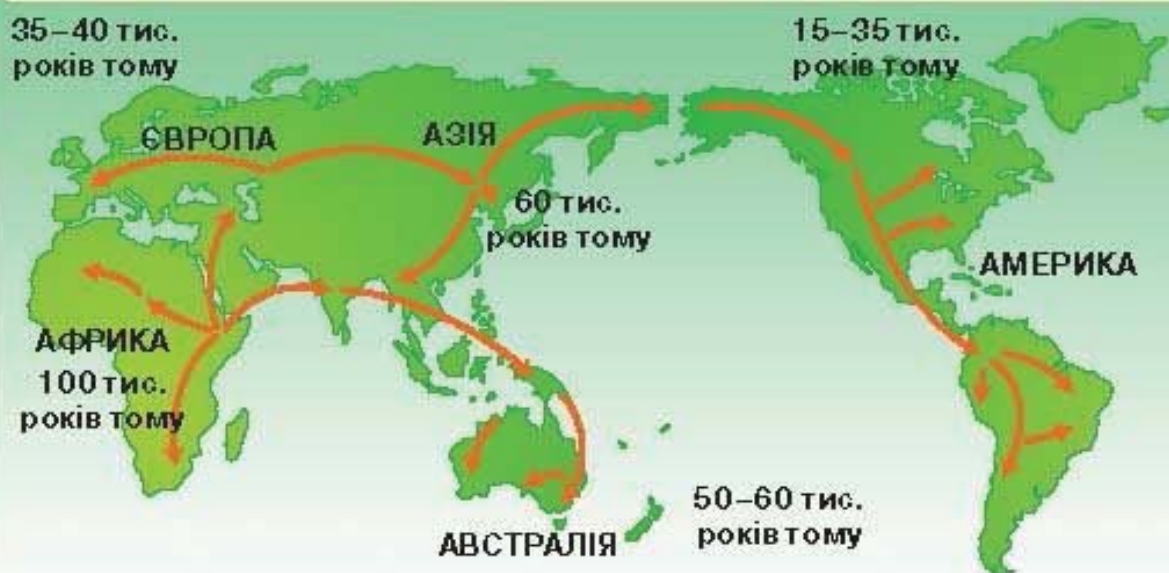 35–40 тис.
років тому
15–35 тис.
років тому
ЄВРОПА
АЗІЯ
60 тис.
років тому
АМЕРИКА
АФРИКА
100 тис.
років тому
50–60 тис.
років тому
АВСТРАЛІЯ